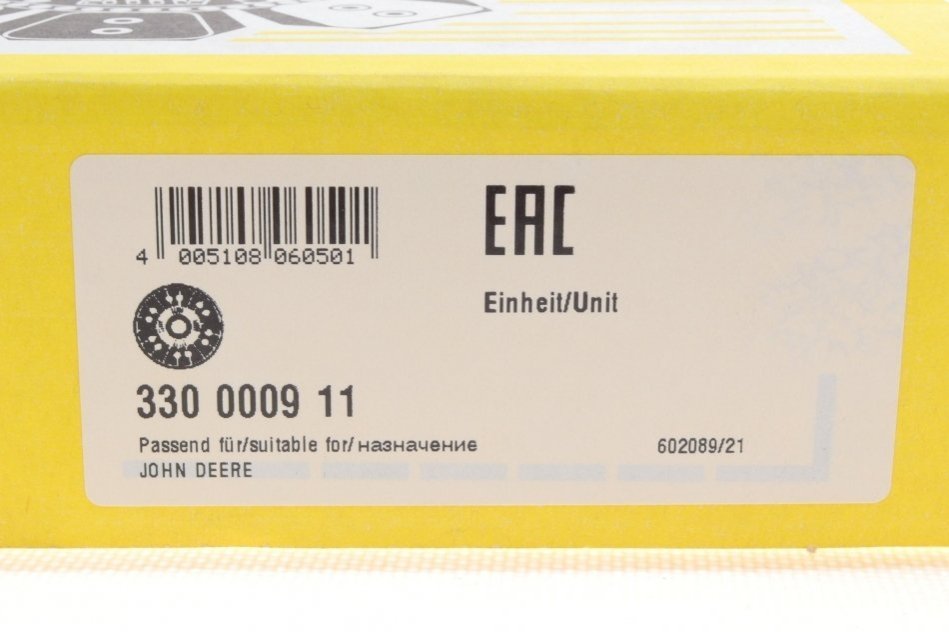 EAC
4 005108 060501
Einheit/Unit
330 0009 11
Passend für/suitable for/назначение
602089/21
JOHN DEERE